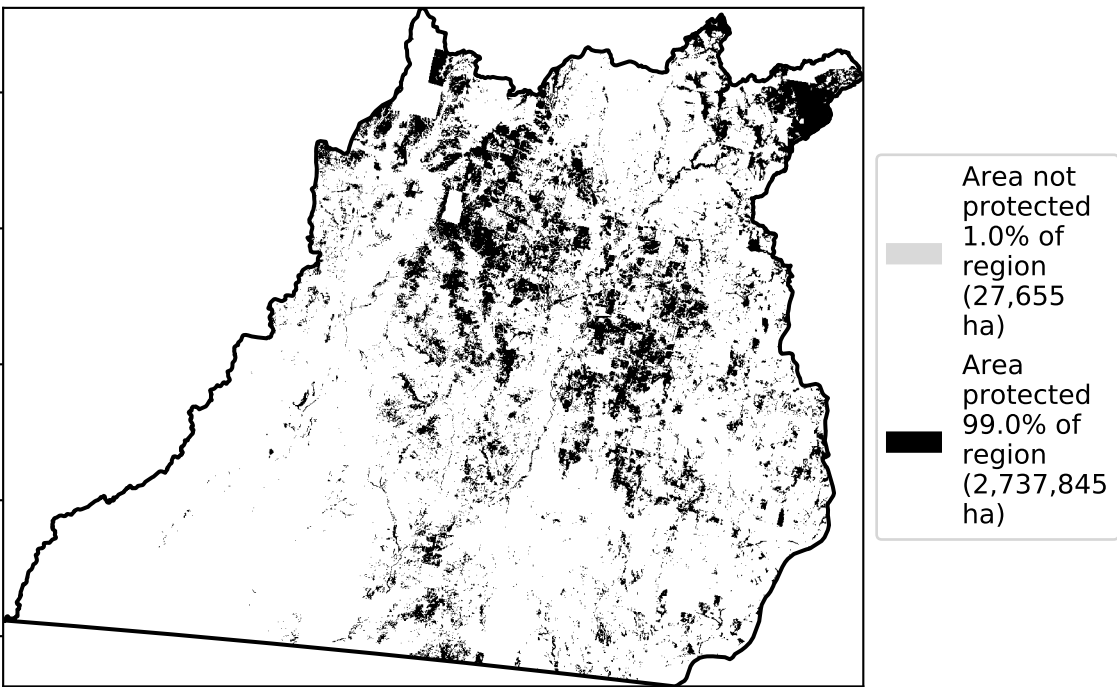 Area not
protected
1.0% of
region
(27,655
ha)
Area
protected
99.0% of
region
(2,737,845
ha)